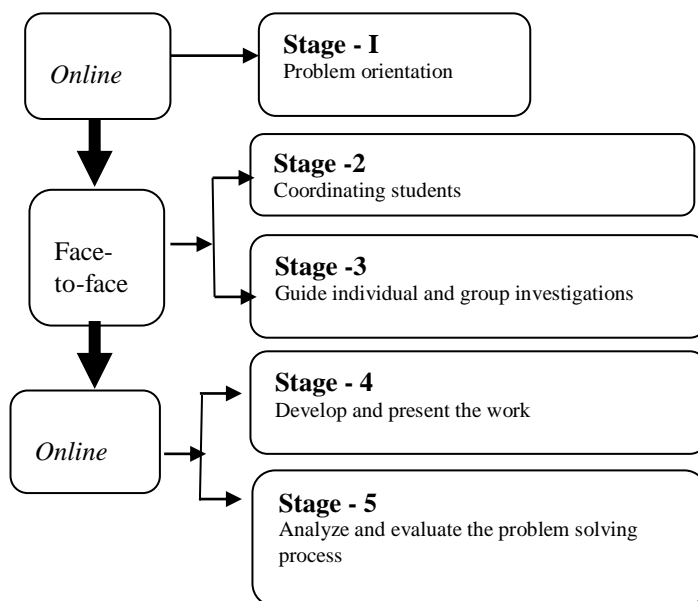 Online
Stage - I
Problem orientation
Stage -2
Coordinating students
Face-
to-face
Stage -3
Guide individual and group investigations
Stage - 4
Develop and present the work
Online
Stage - 5
Analyze and evaluate the problem solving
process